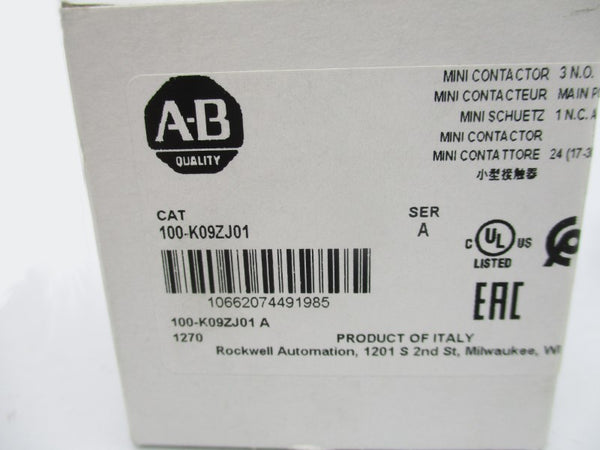 A-B
QUALITY
MINI CONTACTOR 3 N.O.
MINI CONTACTEUR MAIN
MINI SCHUETZ 1 N.C. A
MINI CONTACTOR
MINI CONTATTORE 24 (17-3
小型接触器
CAT
100-K09ZJ01
SER
A
C UL US
LISTED
10662074491985
EAC
100-K09ZJ01 A
1270
PRODUCT OF ITALY
Rockwell Automation, 1201 S 2nd St, Milwaukee, WI